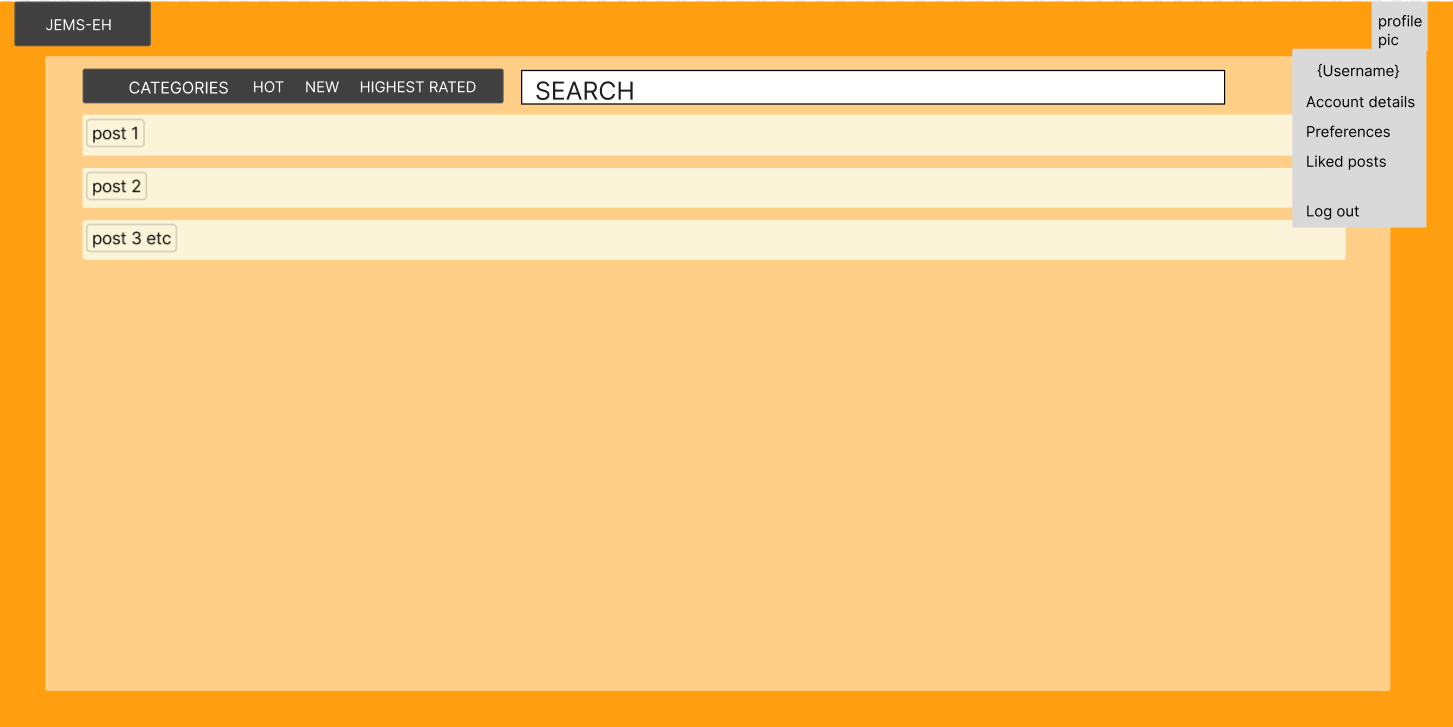 JEMS-EH
profile
pic
CATEGORIES HOT NEW HIGHEST RATED
SEARCH
{Username}
Account details
Preferences
Liked posts
Log out
post 1
post 2
post 3 etc